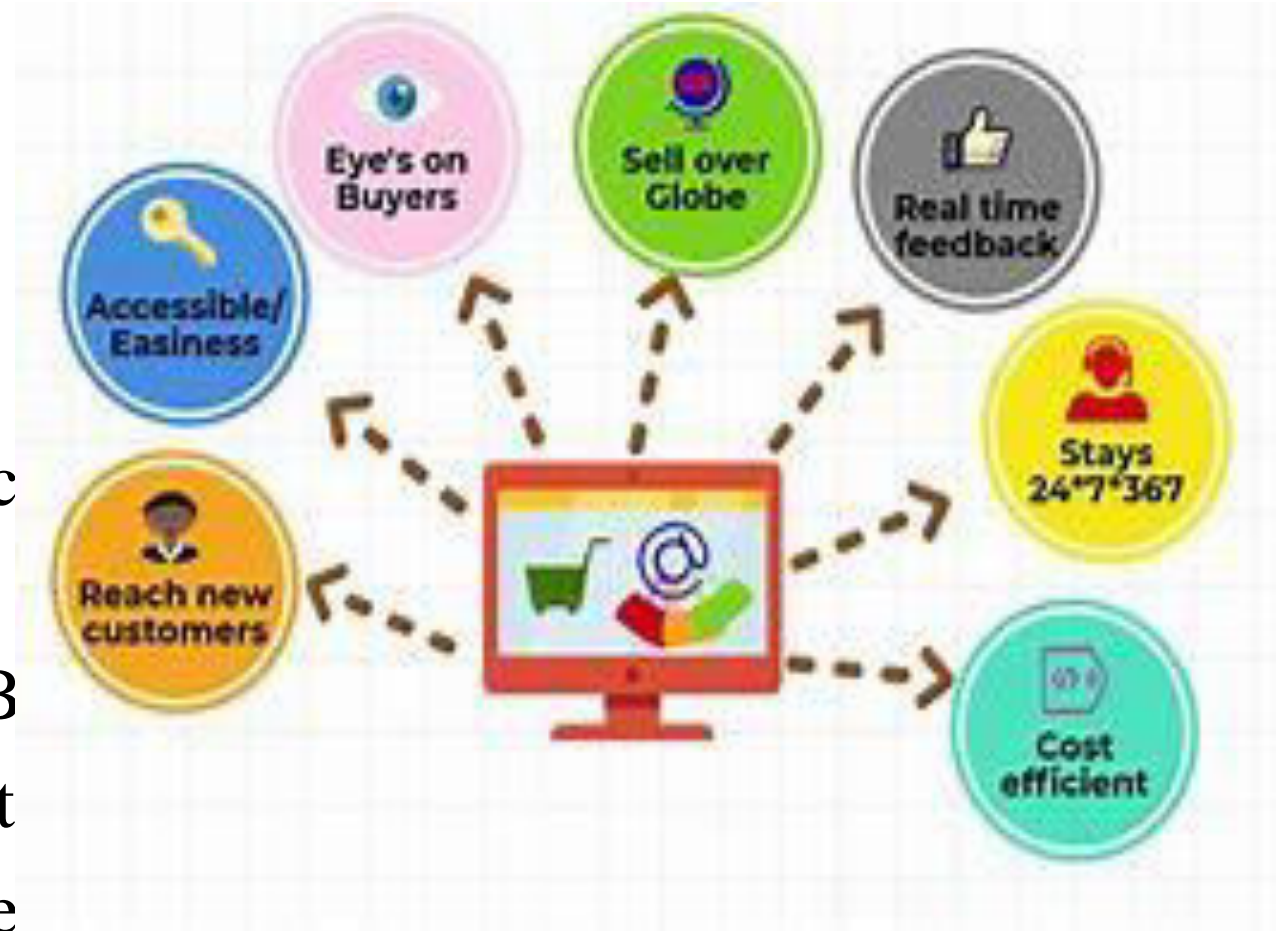 Eye's on
Buyers
Sell over
Globe
Real time
feedback
Accessible/
Easiness
Stays
24*7*367
Reach new
customers
Cost
efficient
c
3
t
e
@